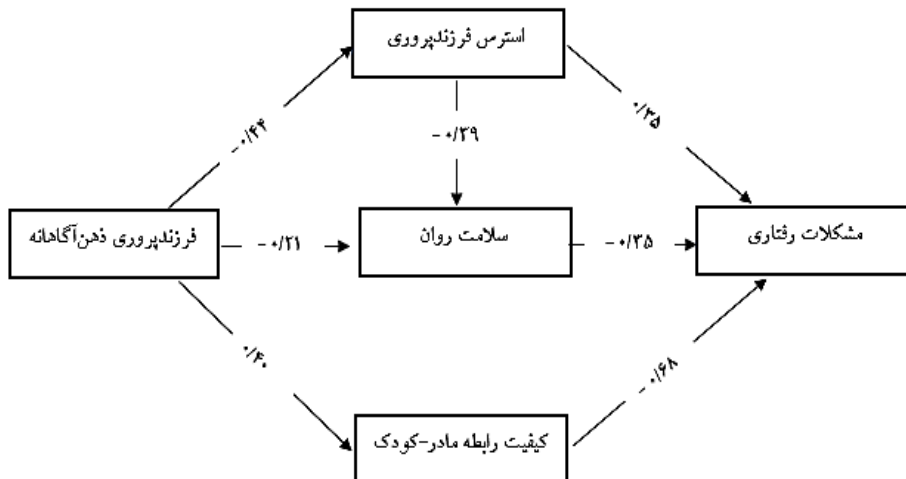 استرس فرزندپروری
-۰/۴۴
۰/۳۵
-۰/۳۹
فرزندپروری ذهن‌آگاهانه
-۰/۲۱
سلامت روان
-۰/۳۵
مشکلات رفتاری
۰/۴۰
-۰/۶۸
کیفیت رابطه مادر-کودک